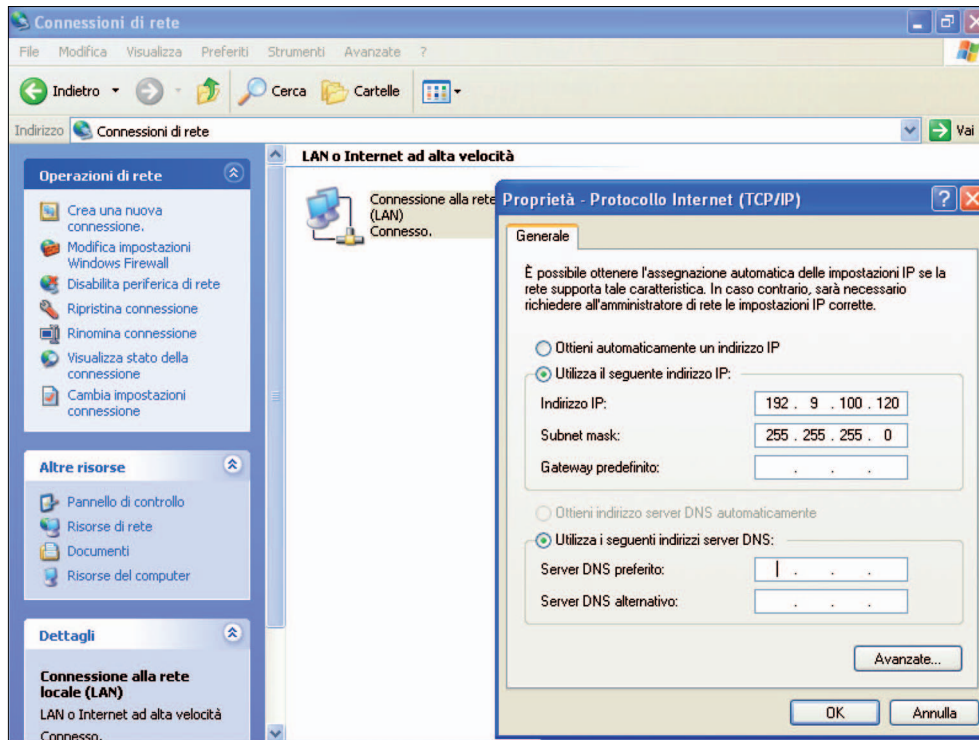 Connessioni di rete
File Modifica Visualizza Preferiti Strumenti Avanzate ?
Indietro Cerca Cartelle
Indirizzo Connessioni di rete Vai
Operazioni di rete
Crea una nuova
connessione.
Modifica impostazioni
Windows Firewall
Disabilita periferica di rete
Ripristina connessione
Rinomina connessione
Visualizza stato della
connessione
Cambia impostazioni
connessione
Altre risorse
Pannello di controllo
Risorse di rete
Documenti
Risorse del computer
Dettagli
Connessione alla rete
locale (LAN)
LAN o Internet ad alta velocità
Connesso.
LAN o Internet ad alta velocità
Connessione alla rete
(LAN)
Connesso.
Proprietà - Protocollo Internet (TCP/IP)
Generale
È possibile ottenere l'assegnazione automatica delle impostazioni IP se la
rete supporta tale caratteristica. In caso contrario, sarà necessario
richiedere all'amministratore di rete le impostazioni IP corrette.
Ottieni automaticamente un indirizzo IP
Utilizza il seguente indirizzo IP:
Indirizzo IP: 192 . 9 . 100 . 120
Subnet mask: 255 . 255 . 255 . 0
Gateway predefinito: . . .
Ottieni indirizzo server DNS automaticamente
Utilizza i seguenti indirizzi server DNS:
Server DNS preferito: . . .
Server DNS alternativo: . . .
Avanzate...
OK Annulla